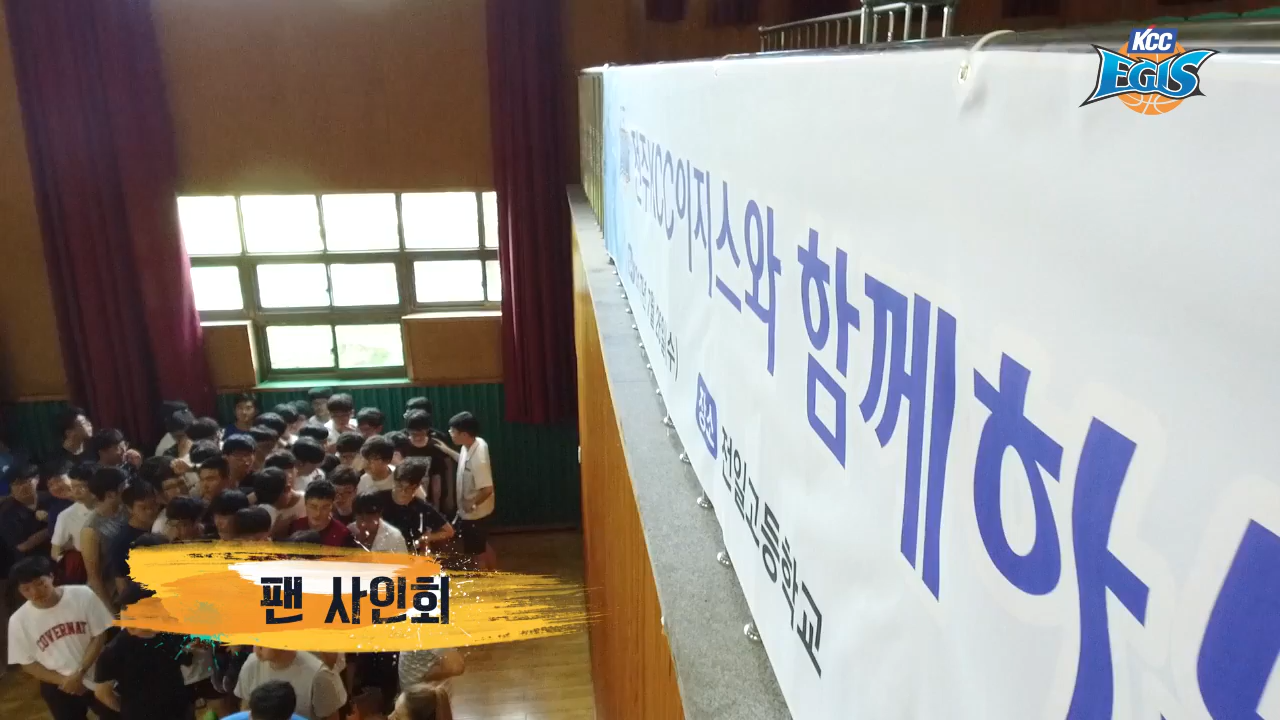 KCC
EGIS
전주KCC이지스와 함께하
장소 전일고등학교
COVERNAT
팬 사인회